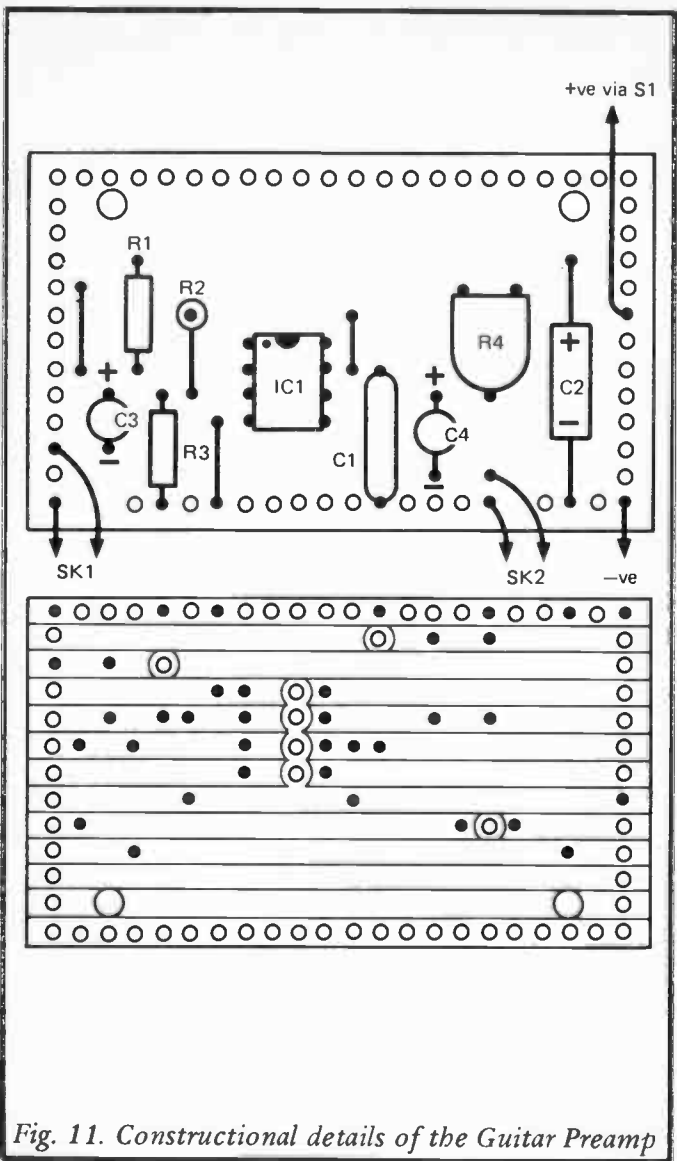 +ve via S1
R1
R2
+
C3
−
R3
IC1
C1
+
C4
−
R4
+
C2
−
SK1
SK2
−ve
Fig. 11. Constructional details of the Guitar Preamp